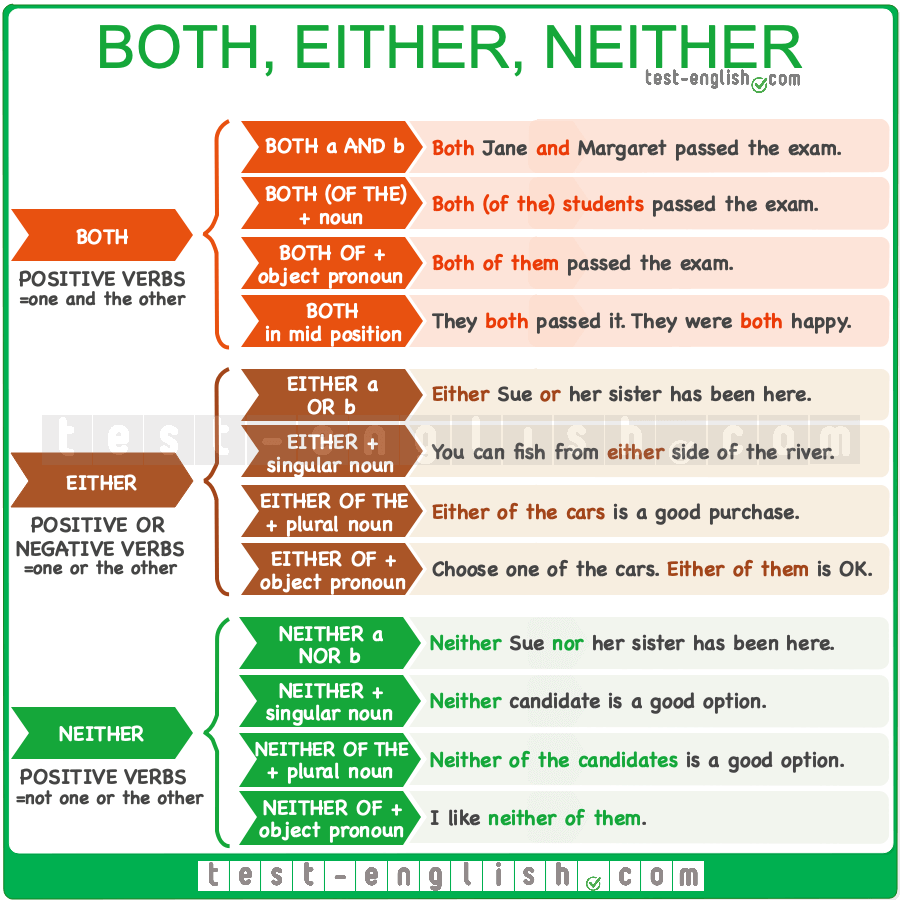 BOTH, EITHER, NEITHER
test-english.com
BOTH
POSITIVE VERBS
=one and the other
BOTH a AND b
Both Jane and Margaret passed the exam.
BOTH (OF THE)
+ noun
Both (of the) students passed the exam.
BOTH OF +
object pronoun
Both of them passed the exam.
BOTH
in mid position
They both passed it. They were both happy.
EITHER
POSITIVE OR
NEGATIVE VERBS
=one or the other
EITHER a
OR b
Either Sue or her sister has been here.
test-english.com
EITHER +
singular noun
You can fish from either side of the river.
EITHER OF THE
+ plural noun
Either of the cars is a good purchase.
EITHER OF +
object pronoun
Choose one of the cars. Either of them is OK.
NEITHER
POSITIVE VERBS
=not one or the other
NEITHER a
NOR b
Neither Sue nor her sister has been here.
NEITHER +
singular noun
Neither candidate is a good option.
NEITHER OF THE
+ plural noun
Neither of the candidates is a good option.
NEITHER OF +
object pronoun
I like neither of them.
test-english.com